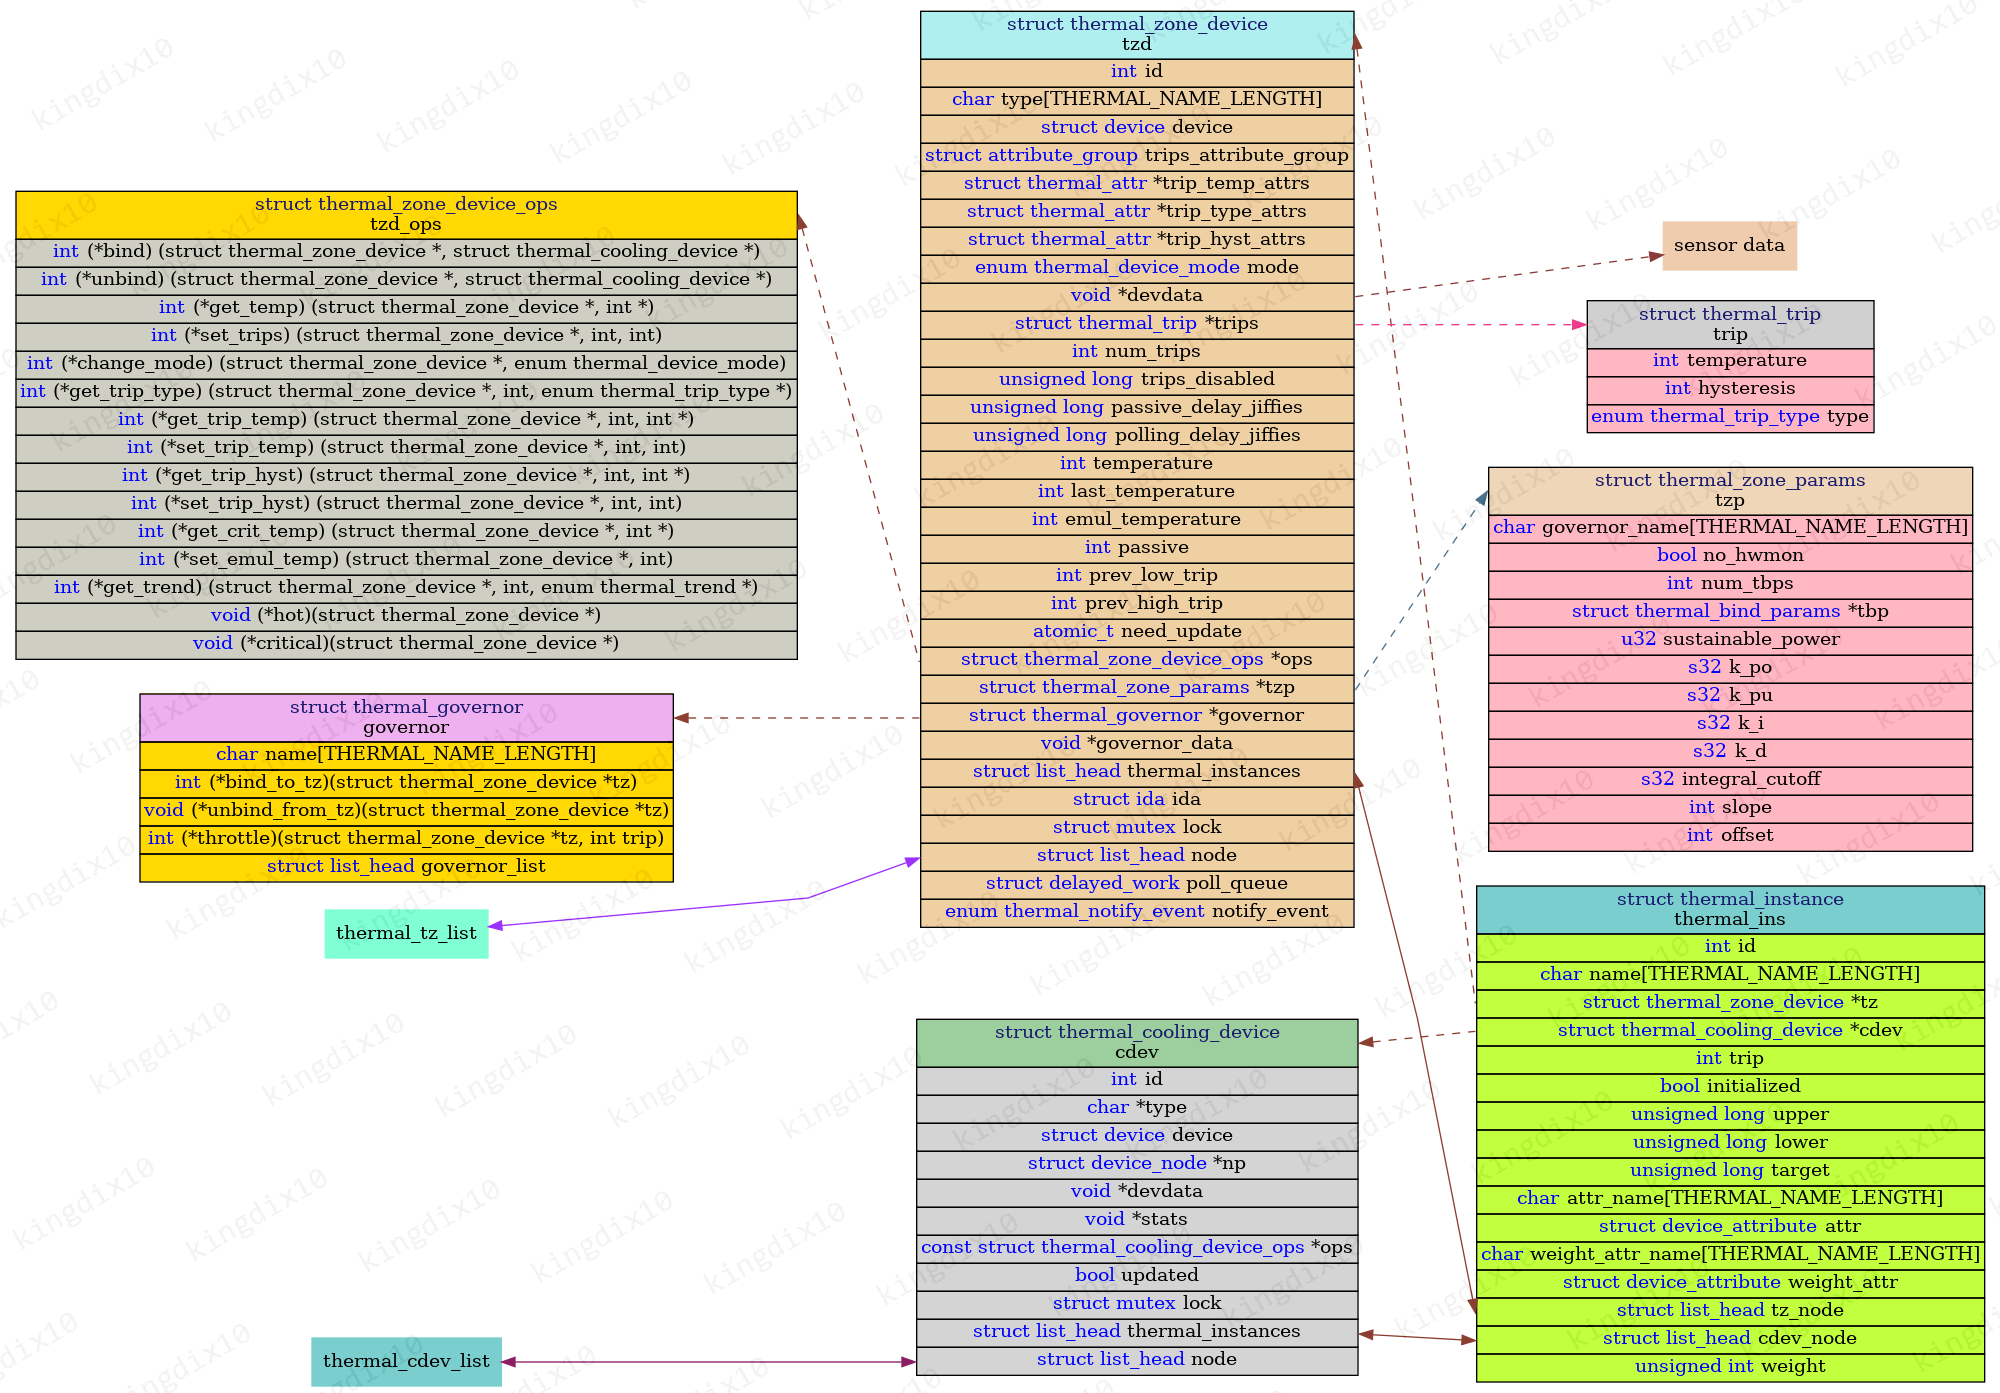 struct thermal_zone_device
tzd
int id
char type[THERMAL_NAME_LENGTH]
struct device device
struct attribute_group trips_attribute_group
struct thermal_attr *trip_temp_attrs
struct thermal_attr *trip_type_attrs
struct thermal_attr *trip_hyst_attrs
enum thermal_device_mode mode
void *devdata
struct thermal_trip *trips
int num_trips
unsigned long trips_disabled
unsigned long passive_delay_jiffies
unsigned long polling_delay_jiffies
int temperature
int last_temperature
int emul_temperature
int passive
int prev_low_trip
int prev_high_trip
atomic_t need_update
struct thermal_zone_device_ops *ops
struct thermal_zone_params *tzp
struct thermal_governor *governor
void *governor_data
struct list_head thermal_instances
struct ida ida
struct mutex lock
struct list_head node
struct delayed_work poll_queue
enum thermal_notify_event notify_event
struct thermal_zone_device_ops
tzd_ops
int (*bind) (struct thermal_zone_device *, struct thermal_cooling_device *)
int (*unbind) (struct thermal_zone_device *, struct thermal_cooling_device *)
int (*get_temp) (struct thermal_zone_device *, int *)
int (*set_trips) (struct thermal_zone_device *, int, int)
int (*change_mode) (struct thermal_zone_device *, enum thermal_device_mode)
int (*get_trip_type) (struct thermal_zone_device *, int, enum thermal_trip_type *)
int (*get_trip_temp) (struct thermal_zone_device *, int, int *)
int (*set_trip_temp) (struct thermal_zone_device *, int, int)
int (*get_trip_hyst) (struct thermal_zone_device *, int, int *)
int (*set_trip_hyst) (struct thermal_zone_device *, int, int)
int (*get_crit_temp) (struct thermal_zone_device *, int *)
int (*set_emul_temp) (struct thermal_zone_device *, int)
int (*get_trend) (struct thermal_zone_device *, int, enum thermal_trend *)
void (*hot)(struct thermal_zone_device *)
void (*critical)(struct thermal_zone_device *)
struct thermal_governor
governor
char name[THERMAL_NAME_LENGTH]
int (*bind_to_tz)(struct thermal_zone_device *tz)
void (*unbind_from_tz)(struct thermal_zone_device *tz)
int (*throttle)(struct thermal_zone_device *tz, int trip)
struct list_head governor_list
thermal_tz_list
sensor data
struct thermal_trip
trip
int temperature
int hysteresis
enum thermal_trip_type type
struct thermal_zone_params
tzp
char governor_name[THERMAL_NAME_LENGTH]
bool no_hwmon
int num_tbps
struct thermal_bind_params *tbp
u32 sustainable_power
s32 k_po
s32 k_pu
s32 k_i
s32 k_d
s32 integral_cutoff
int slope
int offset
struct thermal_instance
thermal_ins
int id
char name[THERMAL_NAME_LENGTH]
struct thermal_zone_device *tz
struct thermal_cooling_device *cdev
int trip
bool initialized
unsigned long upper
unsigned long lower
unsigned long target
char attr_name[THERMAL_NAME_LENGTH]
struct device_attribute attr
char weight_attr_name[THERMAL_NAME_LENGTH]
struct device_attribute weight_attr
struct list_head tz_node
struct list_head cdev_node
unsigned int weight
struct thermal_cooling_device
cdev
int id
char *type
struct device device
struct device_node *np
void *devdata
void *stats
const struct thermal_cooling_device_ops *ops
bool updated
struct mutex lock
struct list_head thermal_instances
struct list_head node
thermal_cdev_list
kingdix10